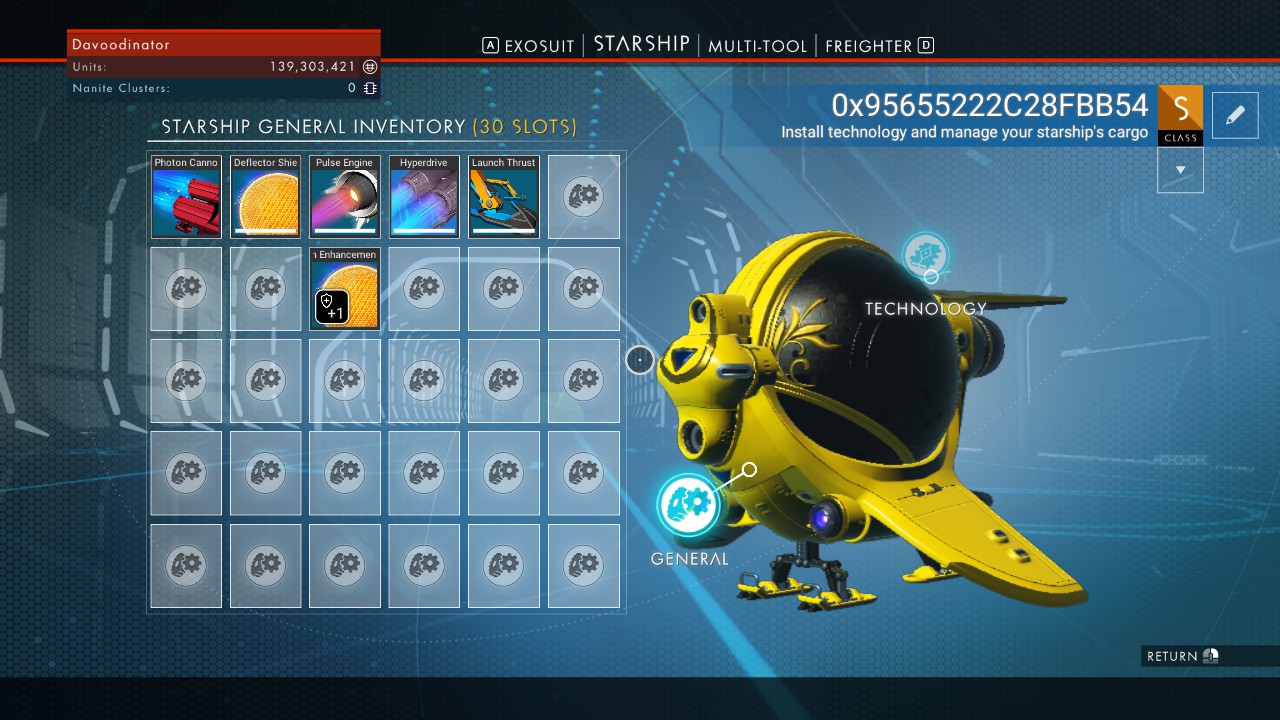 Davoodinator
Units: 139,303,421
Nanite Clusters: 0
A EXOSUIT STARSHIP MULTI-TOOL FREIGHTER D
0x95655222C28FBB54
Install technology and manage your starship's cargo
S
CLASS
STARSHIP GENERAL INVENTORY (30 SLOTS)
Photon Canno Deflector Shie Pulse Engine Hyperdrive Launch Thrust
Enhancemen
+1
TECHNOLOGY
GENERAL
RETURN